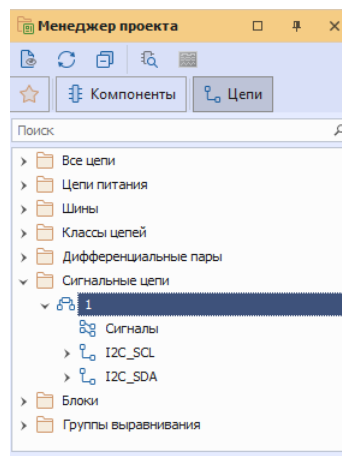 Менеджер проекта
Компоненты
Цепи
Поиск
Все цепи
Цепи питания
Шины
Классы цепей
Дифференциальные пары
Сигнальные цепи
1
Сигналы
I2C_SCL
I2C_SDA
Блоки
Группы выравнивания